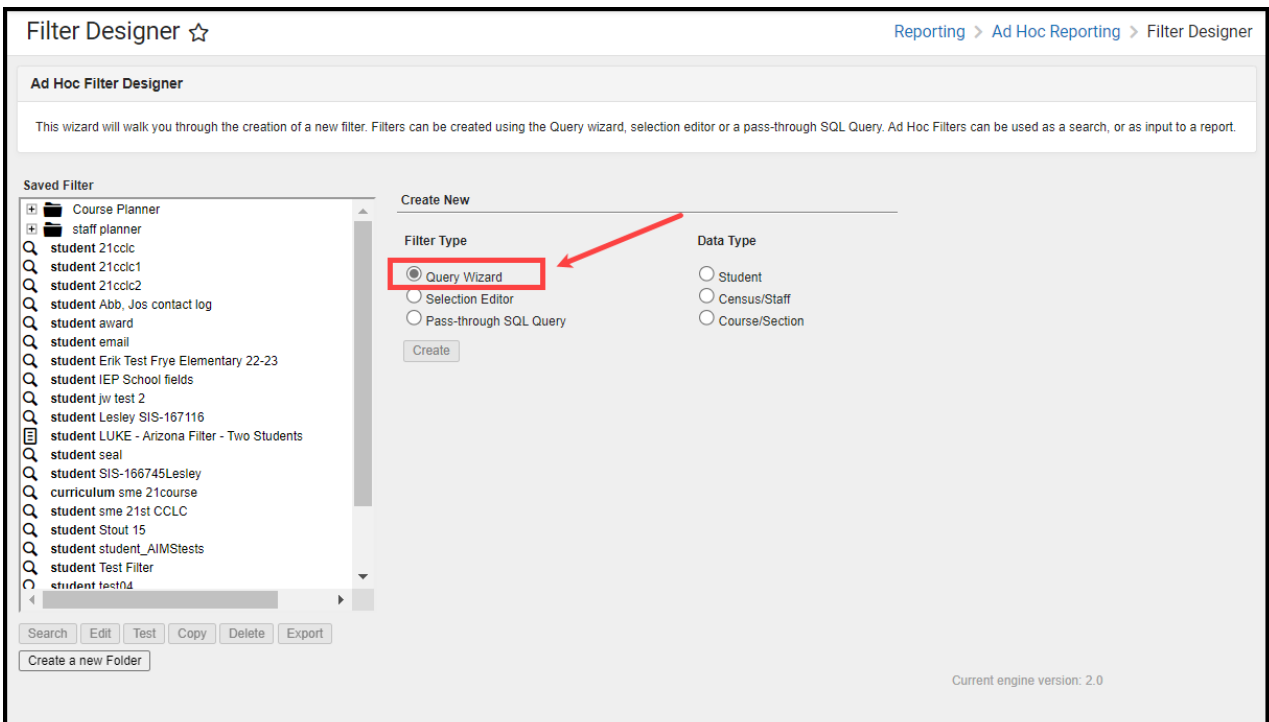 Filter Designer
Reporting > Ad Hoc Reporting > Filter Designer
Ad Hoc Filter Designer
This wizard will walk you through the creation of a new filter. Filters can be created using the Query wizard, selection editor or a pass-through SQL Query. Ad Hoc Filters can be used as a search, or as input to a report.
Saved Filter
Course Planner
staff planner
student 21cclc
student 21cclc1
student 21cclc2
student Abb, Jos contact log
student award
student email
student Erik Test Frye Elementary 22-23
student IEP School fields
student jw test 2
student Lesley SIS-167116
student LUKE - Arizona Filter - Two Students
student seal
student SIS-166745Lesley
curriculum sme 21course
student sme 21st CCLC
student Stout 15
student student_AIMStests
student Test Filter
student test04
Search Edit Test Copy Delete Export
Create a new Folder
Create New
Filter Type
Query Wizard
Selection Editor
Pass-through SQL Query
Create
Data Type
Student
Census/Staff
Course/Section
Current engine version: 2.0